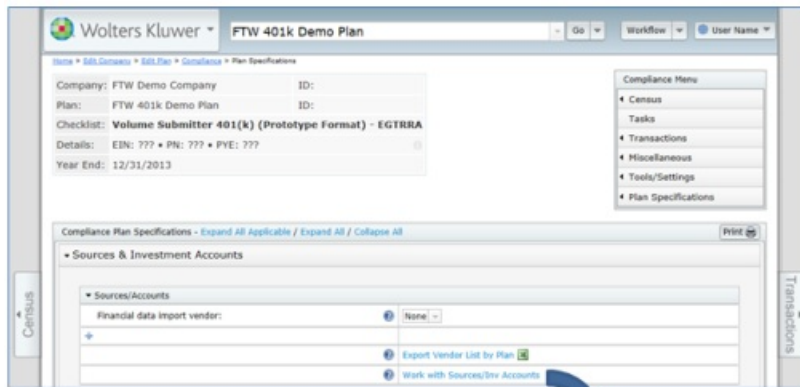 Wolters Kluwer
FTW 401k Demo Plan
Go
Workflow
User Name
Home > Edit Company > Edit Plan > Compliance > Plan Specifications
Company: FTW Demo Company ID:
Plan: FTW 401k Demo Plan ID:
Checklist: Volume Submitter 401(k) (Prototype Format) - EGTRRA
Details: EIN: ??? • PN: ??? • PYE: ???
Year End: 12/31/2013
Compliance Menu
Census
Tasks
Transactions
Miscellaneous
Tools/Settings
Plan Specifications
Compliance Plan Specifications - Expand All Applicable / Expand All / Collapse All
Print
Sources & Investment Accounts
Sources/Accounts
Financial data import vendor: None
Export Vendor List by Plan
Work with Sources/Inv Accounts
Census
Transactions